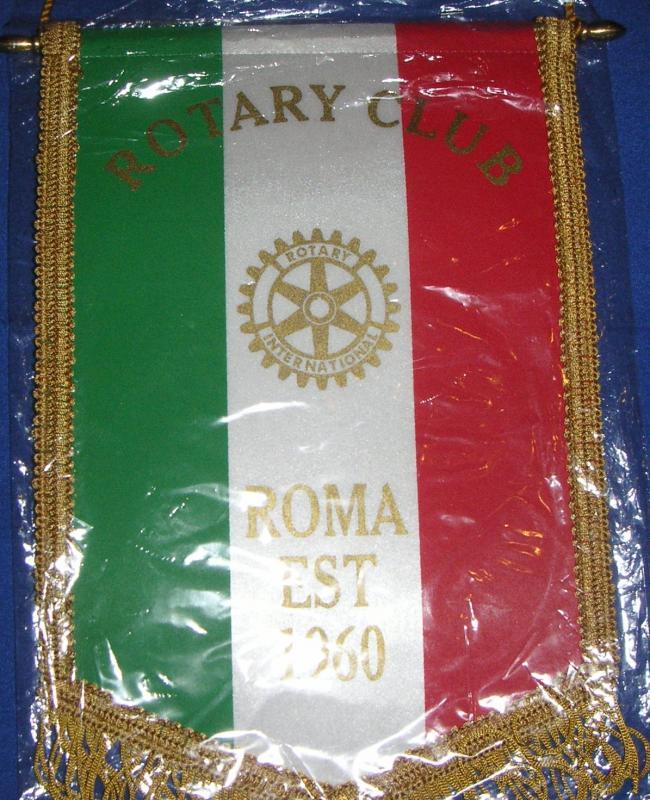 ROTARY CLUB
ROTARY
INTERNATIONAL
ROMA
EST
1960